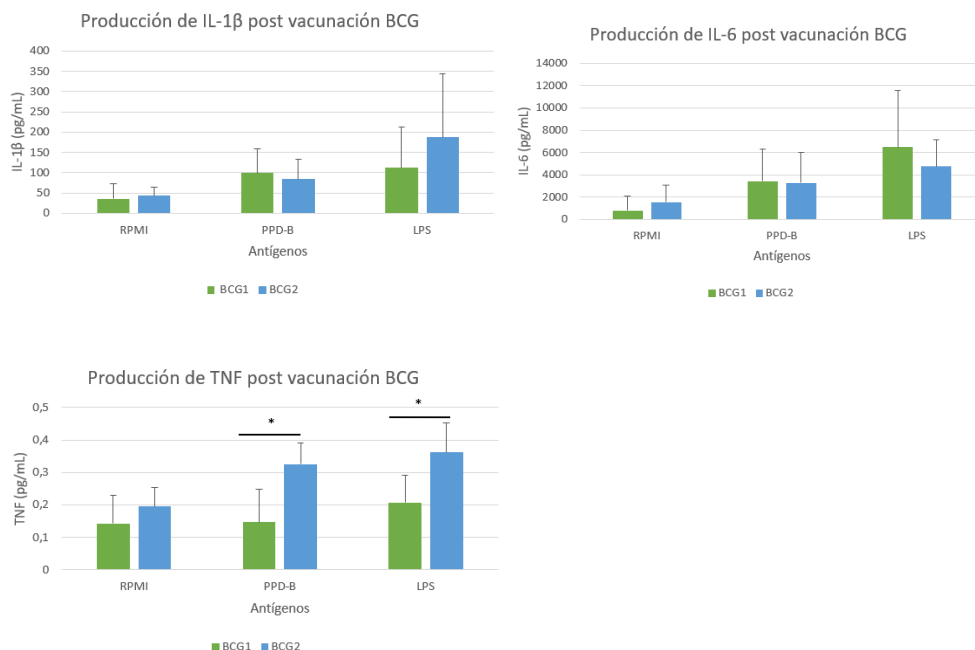 Producción de IL-1β post vacunación BCG
IL-1β (pg/mL)
400
350
300
250
200
150
100
50
0
RPMI PPD-B LPS
Antígenos
BCG1 BCG2
Producción de IL-6 post vacunación BCG
IL-6 (pg/mL)
14000
12000
10000
8000
6000
4000
2000
0
RPMI PPD-B LPS
Antígenos
BCG1 BCG2
Producción de TNF post vacunación BCG
TNF (pg/mL)
0,5
0,4
0,3
0,2
0,1
0
* *
RPMI PPD-B LPS
Antígenos
BCG1 BCG2